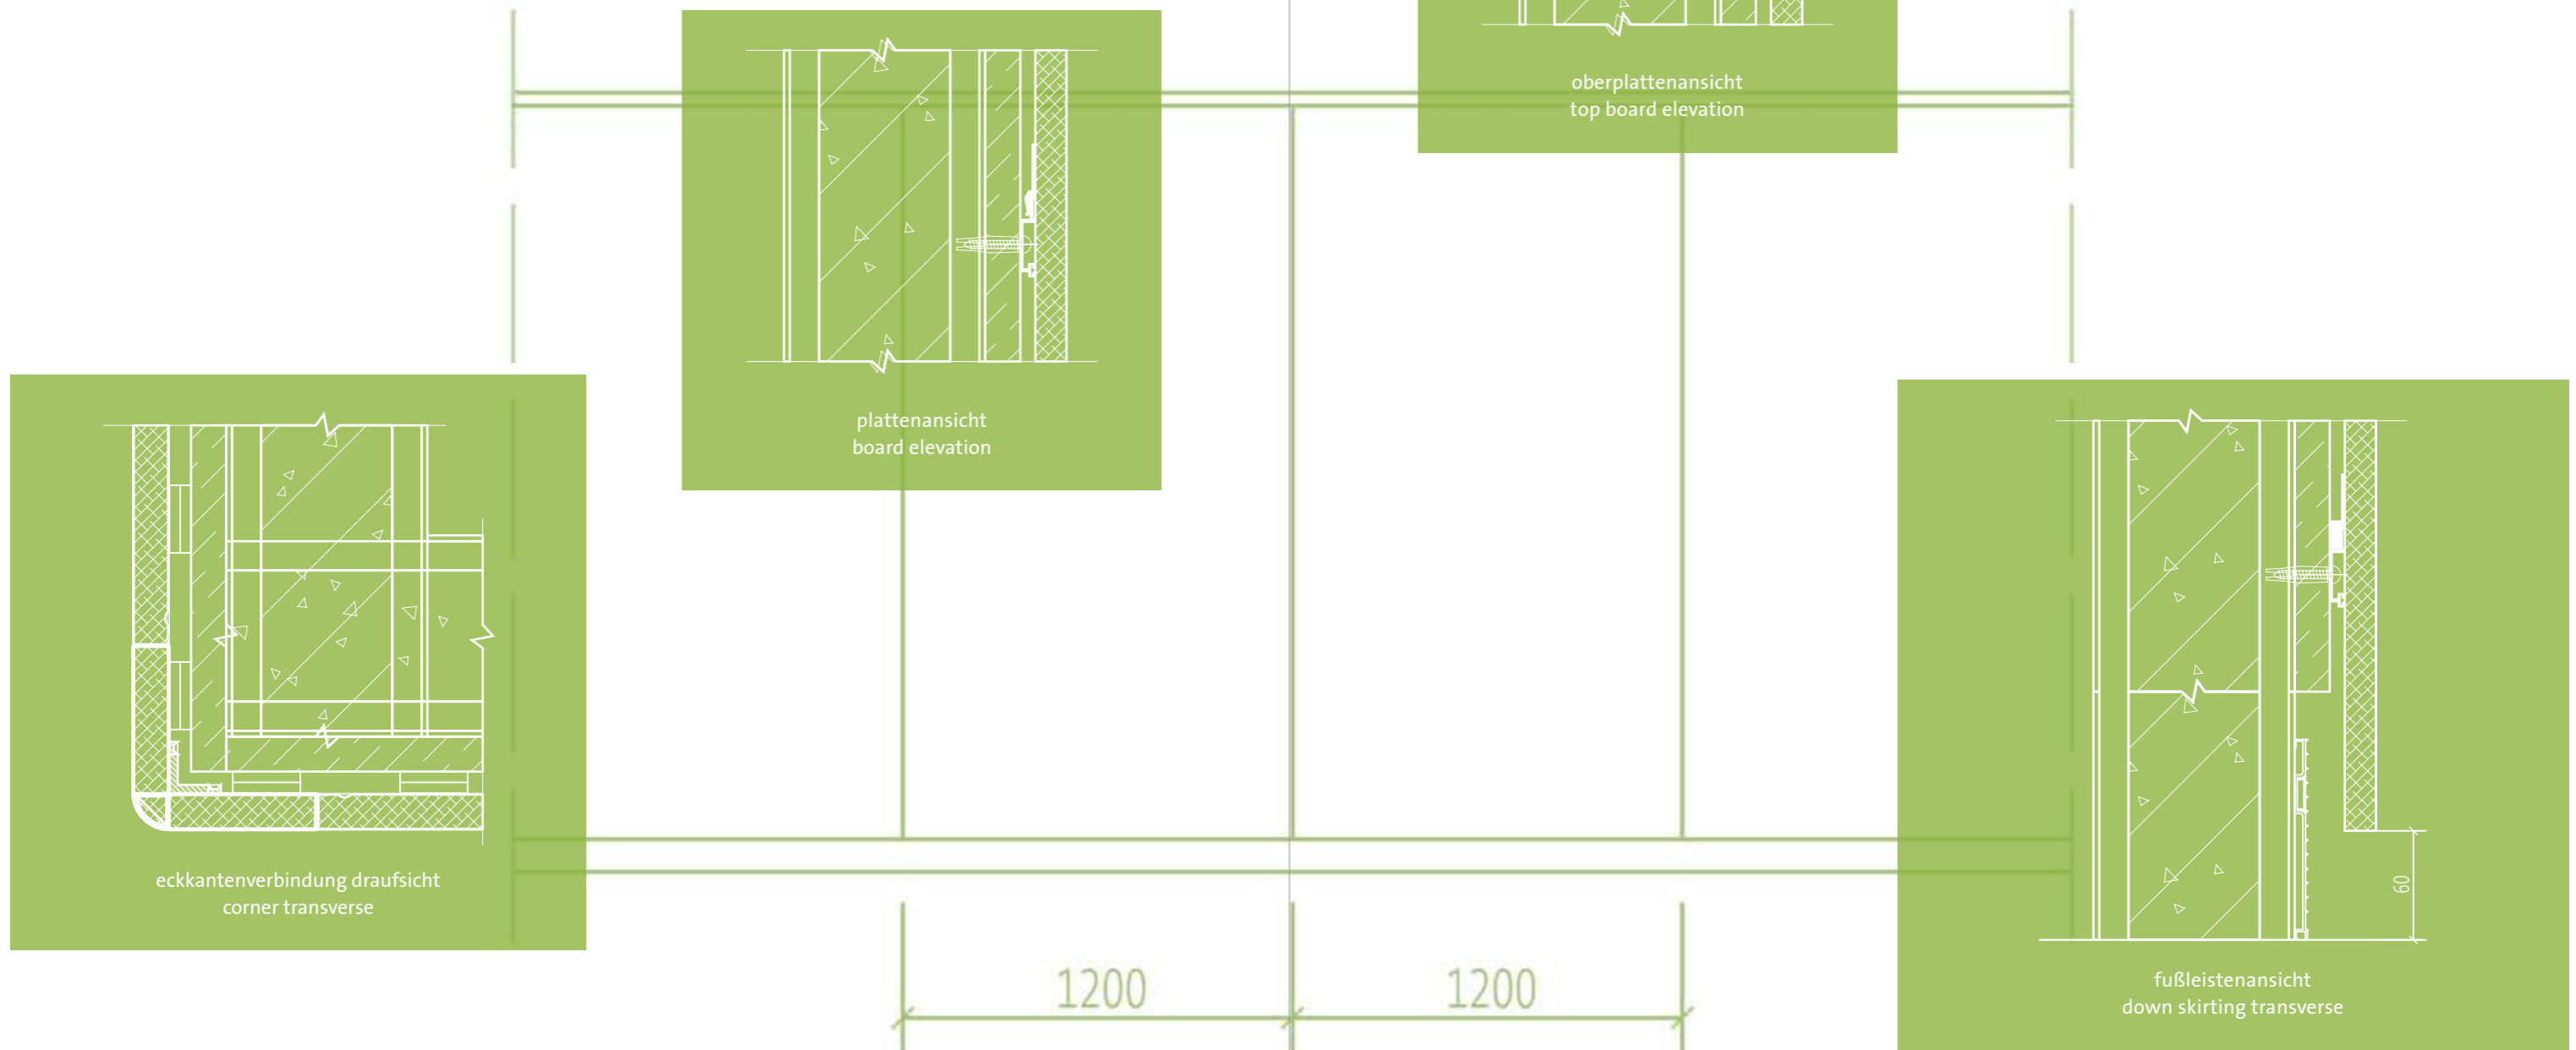 oberplattenansicht
top board elevation
plattenansicht
board elevation
eckkantenverbindung draufsicht
corner transverse
60
fußleistenansicht
down skirting transverse
1200
1200